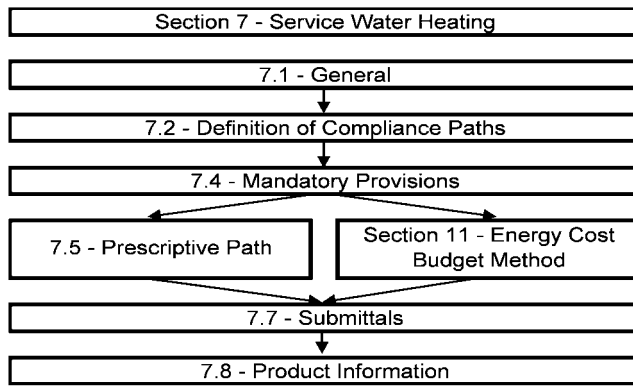 Section 7 - Service Water Heating
7.1 - General
7.2 - Definition of Compliance Paths
7.4 - Mandatory Provisions
7.5 - Prescriptive Path
Section 11 - Energy Cost
Budget Method
7.7 - Submittals
7.8 - Product Information